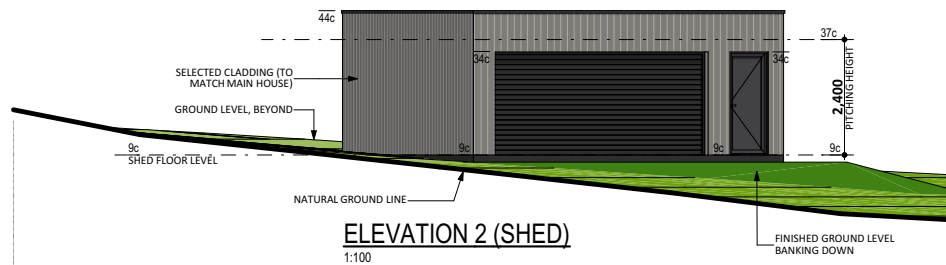 44c
37c
34c
34c
SELECTED CLADDING (TO
MATCH MAIN HOUSE)
2,400
PITCHING HEIGHT
GROUND LEVEL, BEYOND
9c
9c
9c
9c
SHED FLOOR LEVEL
NATURAL GROUND LINE
ELEVATION 2 (SHED)
1:100
FINISHED GROUND LEVEL
BANKING DOWN